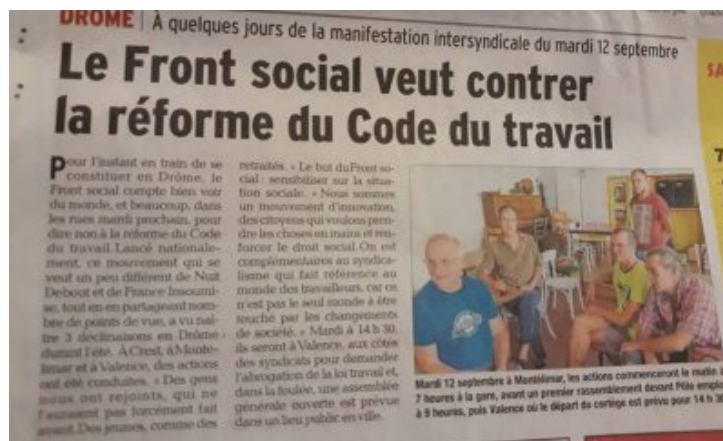 DRÔME | À quelques jours de la manifestation intersyndicale du mardi 12 septembre
Le Front social veut contrer
la réforme du Code du travail
Pour l'instant en train de se
constituer en Drôme, le
Front social compte bien voir
du monde, et beaucoup, dans
les rues mardi prochain, pour
dire non à la réforme du Code
du travail. Lancé nationale-
ment, ce mouvement qui se
veut un peu différent de Nuit
Debout et de France Insoumi-
se, tout en en partageant nom-
bre de points de vue, a vu naî-
tre 3 déclinaisons en Drôme
durant l'été. À Crest, à Monté-
limar et à Valence, des actions
ont été conduites. « Des gens
nous ont rejoints, qui ne
l'auraient pas forcément fait
avant. Des jeunes, comme des
retraités. » Le but du Front so-
cial : sensibiliser sur la situa-
tion sociale. « Nous sommes
un mouvement d'innovation,
des citoyens qui voulons pren-
dre les choses en mains et ren-
forcer le droit social. On est
complémentaires au syndica-
lisme qui fait référence au
monde des travailleurs, car ce
n'est pas le seul monde à être
touché par les changements
de société. » Mardi à 14 h 30,
ils seront à Valence, aux côtés
des syndicats pour demander
l'abrogation de la loi travail et,
dans la foulée, une assemblée
générale ouverte est prévue
dans un lieu public en ville.
Mardi 12 septembre à Montélimar, les actions commenceront le matin à
7 heures à la gare, avant un premier rassemblement devant Pôle emploi
à 9 heures, puis Valence où le départ du cortège est prévu pour 14 h 30
SA
7